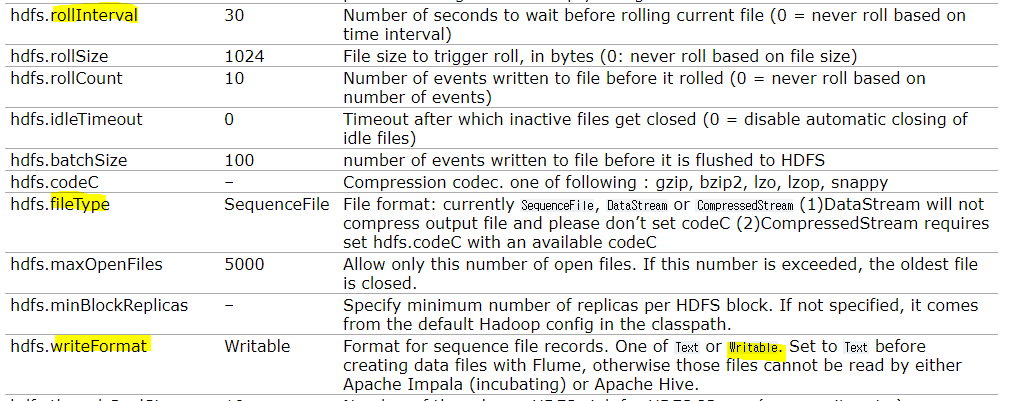 hdfs.rollInterval 30 Number of seconds to wait before rolling current file (0 = never roll based on
time interval)
hdfs.rollSize 1024 File size to trigger roll, in bytes (0: never roll based on file size)
hdfs.rollCount 10 Number of events written to file before it rolled (0 = never roll based on
number of events)
hdfs.idleTimeout 0 Timeout after which inactive files get closed (0 = disable automatic closing of
idle files)
hdfs.batchSize 100 number of events written to file before it is flushed to HDFS
hdfs.codeC – Compression codec. one of following : gzip, bzip2, lzo, lzop, snappy
hdfs.fileType SequenceFile File format: currently SequenceFile, DataStream or CompressedStream (1)DataStream will not
compress output file and please don’t set codeC (2)CompressedStream requires
set hdfs.codeC with an available codeC
hdfs.maxOpenFiles 5000 Allow only this number of open files. If this number is exceeded, the oldest file
is closed.
hdfs.minBlockReplicas – Specify minimum number of replicas per HDFS block. If not specified, it comes
from the default Hadoop config in the classpath.
hdfs.writeFormat Writable Format for sequence file records. One of Text or Writable. Set to Text before
creating data files with Flume, otherwise those files cannot be read by either
Apache Impala (incubating) or Apache Hive.